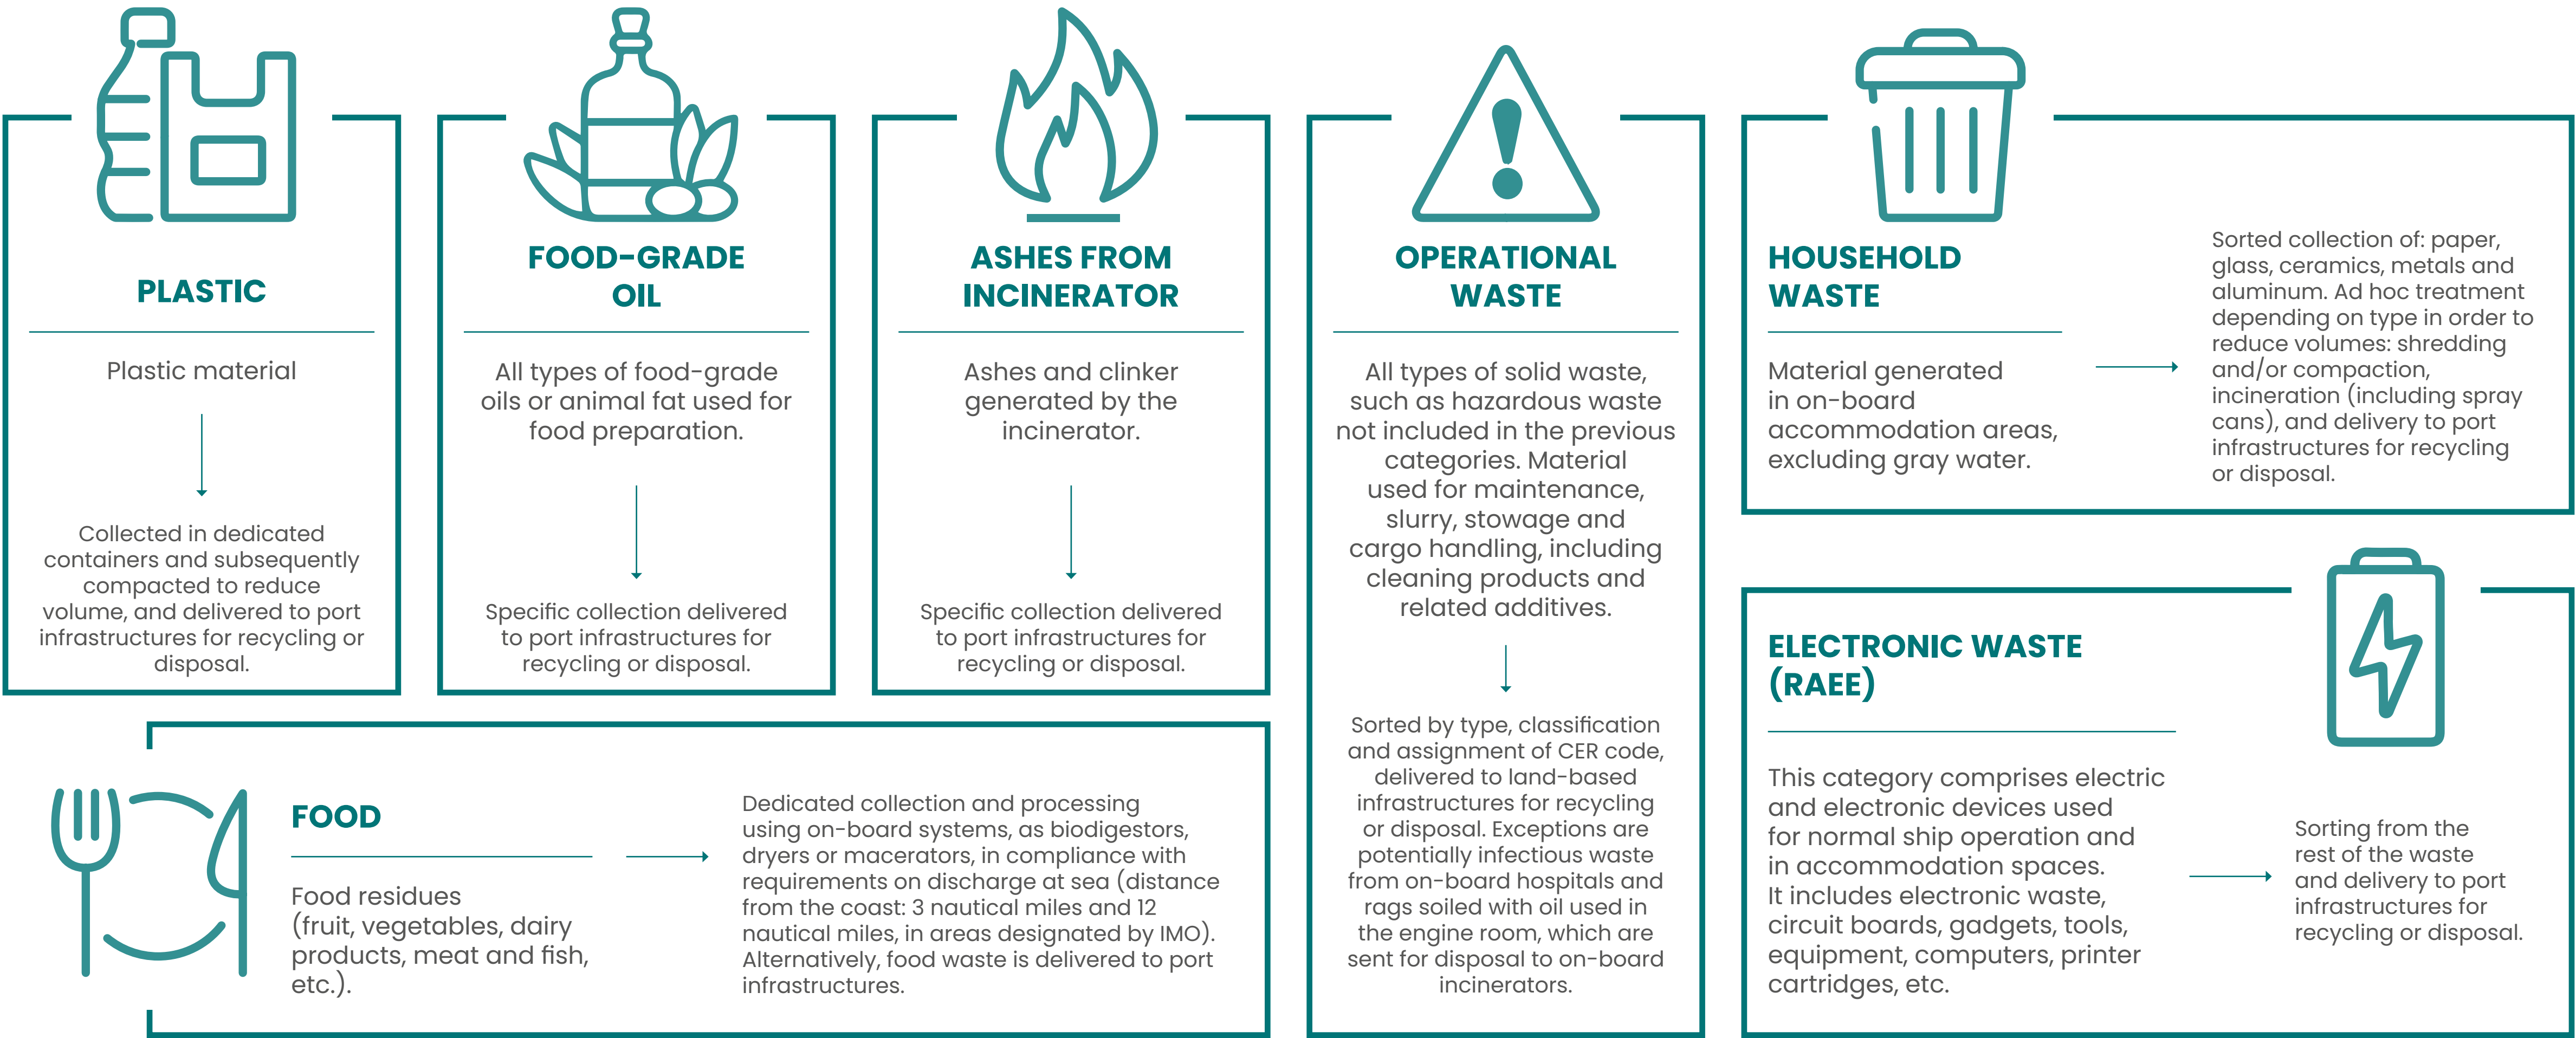 PLASTIC
Plastic material
Collected in dedicated
containers and subsequently
compacted to reduce
volume, and delivered to port
infrastructures for recycling or
disposal.
FOOD-GRADE
OIL
All types of food-grade
oils or animal fat used for
food preparation.
Specific collection delivered
to port infrastructures for
recycling or disposal.
ASHES FROM
INCINERATOR
Ashes and clinker
generated by the
incinerator.
Specific collection delivered
to port infrastructures for
recycling or disposal.
OPERATIONAL
WASTE
All types of solid waste,
such as hazardous waste
not included in the previous
categories. Material
used for maintenance,
slurry, stowage and
cargo handling, including
cleaning products and
related additives.
Sorted by type, classification
and assignment of CER code,
delivered to land-based
infrastructures for recycling
or disposal. Exceptions are
potentially infectious waste
from on-board hospitals and
rags soiled with oil used in
the engine room, which are
sent for disposal to on-board
incinerators.
HOUSEHOLD
WASTE
Material generated
in on-board
accommodation areas,
excluding gray water.
Sorted collection of: paper,
glass, ceramics, metals and
aluminum. Ad hoc treatment
depending on type in order to
reduce volumes: shredding
and/or compaction,
incineration (including spray
cans), and delivery to port
infrastructures for recycling
or disposal.
FOOD
Food residues
(fruit, vegetables, dairy
products, meat and fish,
etc.).
Dedicated collection and processing
using on-board systems, as biodigestors,
dryers or macerators, in compliance with
requirements on discharge at sea (distance
from the coast: 3 nautical miles and 12
nautical miles, in areas designated by IMO).
Alternatively, food waste is delivered to port
infrastructures.
ELECTRONIC WASTE
(RAEE)
This category comprises electric
and electronic devices used
for normal ship operation and
in accommodation spaces.
It includes electronic waste,
circuit boards, gadgets, tools,
equipment, computers, printer
cartridges, etc.
Sorting from the
rest of the waste
and delivery to port
infrastructures for
recycling or disposal.